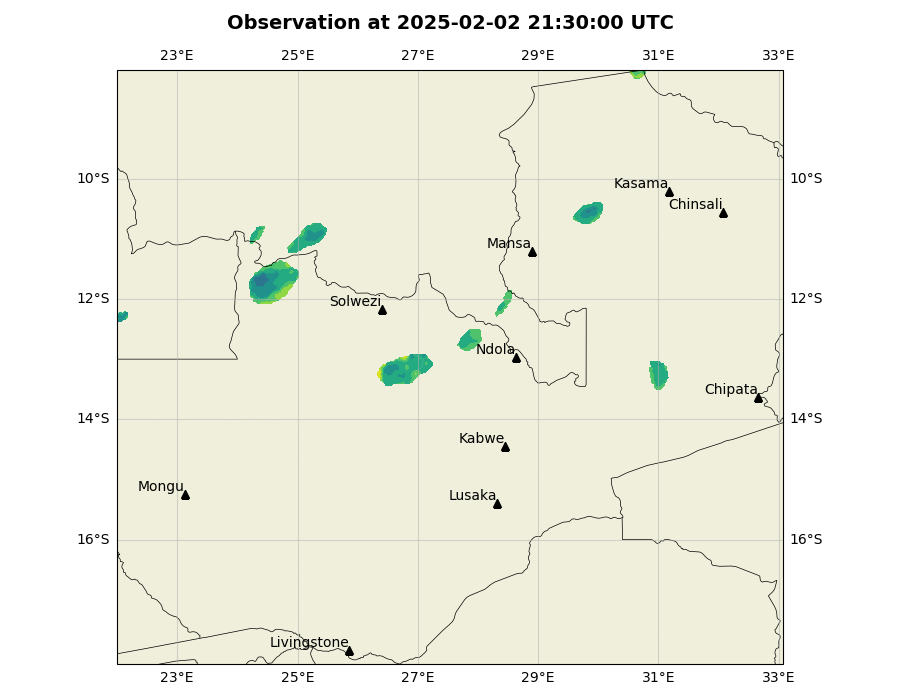 Observation at 2025-02-02 21:30:00 UTC
23°E 25°E 27°E 29°E 31°E 33°E
10°S 10°S
Kasama
Chinsali
Mansa
12°S 12°S
Solwezi
Ndola
Chipata
14°S 14°S
Kabwe
Mongu
Lusaka
16°S 16°S
Livingstone
23°E 25°E 27°E 29°E 31°E 33°E